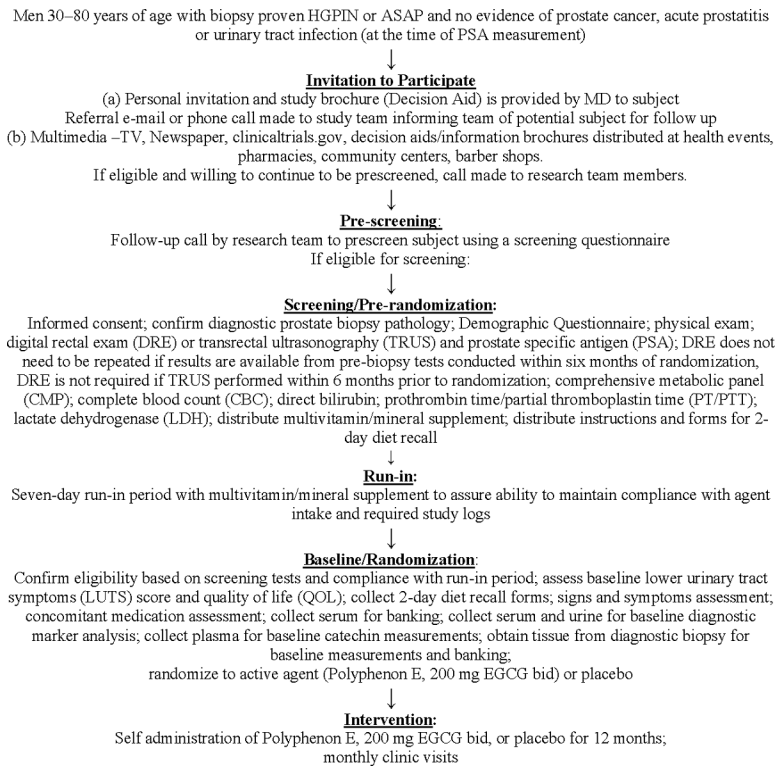 Men 30–80 years of age with biopsy proven HGPIN or ASAP and no evidence of prostate cancer, acute prostatitis
or urinary tract infection (at the time of PSA measurement)
Invitation to Participate
(a) Personal invitation and study brochure (Decision Aid) is provided by MD to subject
Referral e-mail or phone call made to study team informing team of potential subject for follow up
(b) Multimedia –TV, Newspaper, clinicaltrials.gov, decision aids/information brochures distributed at health events,
pharmacies, community centers, barber shops.
If eligible and willing to continue to be prescreened, call made to research team members.
Pre-screening:
Follow-up call by research team to prescreen subject using a screening questionnaire
If eligible for screening:
Screening/Pre-randomization:
Informed consent; confirm diagnostic prostate biopsy pathology; Demographic Questionnaire; physical exam;
digital rectal exam (DRE) or transrectal ultrasonography (TRUS) and prostate specific antigen (PSA); DRE does not
need to be repeated if results are available from pre-biopsy tests conducted within six months of randomization,
DRE is not required if TRUS performed within 6 months prior to randomization; comprehensive metabolic panel
(CMP); complete blood count (CBC); direct bilirubin; prothrombin time/partial thromboplastin time (PT/PTT);
lactate dehydrogenase (LDH); distribute multivitamin/mineral supplement; distribute instructions and forms for 2-
day diet recall
Run-in:
Seven-day run-in period with multivitamin/mineral supplement to assure ability to maintain compliance with agent
intake and required study logs
Baseline/Randomization:
Confirm eligibility based on screening tests and compliance with run-in period; assess baseline lower urinary tract
symptoms (LUTS) score and quality of life (QOL); collect 2-day diet recall forms; signs and symptoms assessment;
concomitant medication assessment; collect serum for banking; collect serum and urine for baseline diagnostic
marker analysis; collect plasma for baseline catechin measurements; obtain tissue from diagnostic biopsy for
baseline measurements and banking;
randomize to active agent (Polyphenon E, 200 mg EGCG bid) or placebo
Intervention:
Self administration of Polyphenon E, 200 mg EGCG bid, or placebo for 12 months;
monthly clinic visits